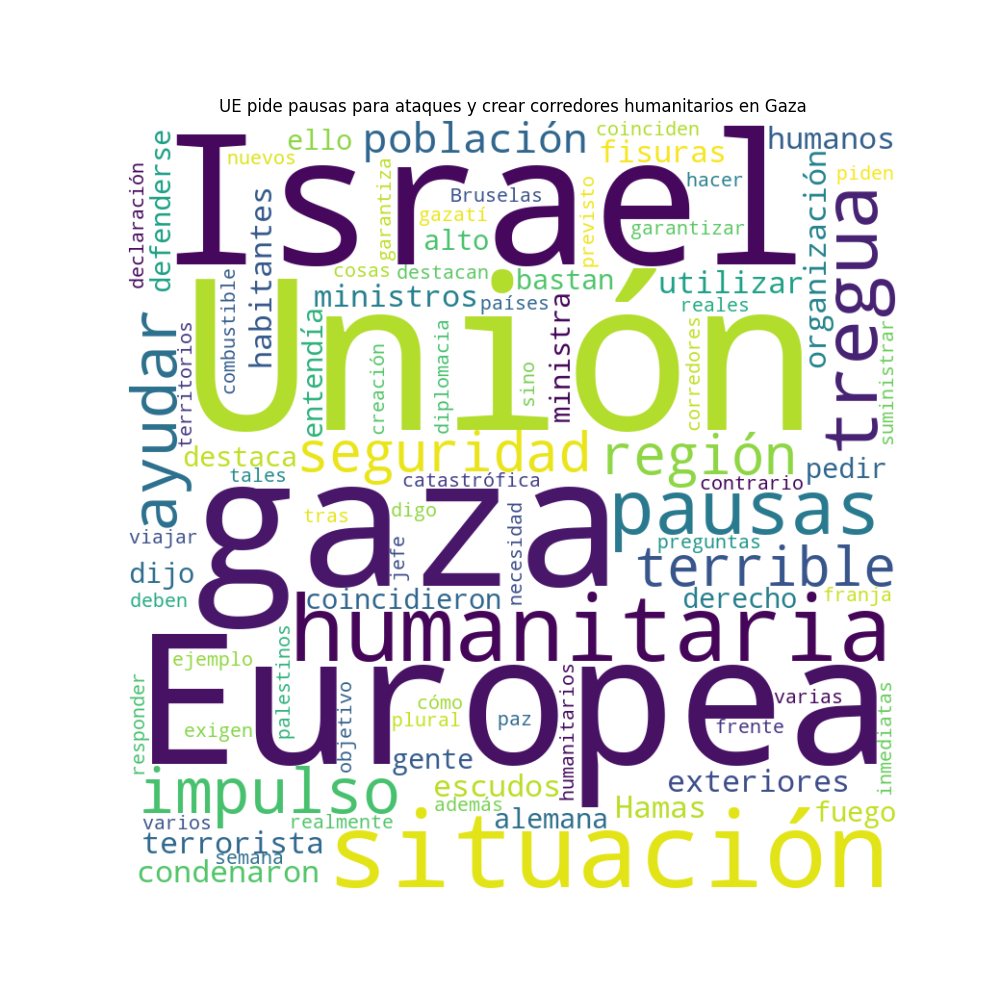 UE pide pausas para ataques y crear corredores humanitarios en Gaza
Israel
Unión
gaza
Europea
humanitaria
situación
tregua
pausas
ayudar
impulso
seguridad
región
terrible
población
humanos
ello
coinciden
fisuras
nuevos
declaración
defenderse
habitantes
garantiza
Bruselas
gazatí
alto
previsto
hacer
garantizar
organización
piden
cosas
destacan
bastan
utilizar
combustible
ministros
países
reales
territorios
entendía
creación
diplomacia
sino
ministra
corredores
suministrar
destaca
tales
catastrófica
contrario
pedir
viajar
tras
digo
jefe
necesidad
preguntas
dijo
deben
coincidieron
derecho
franja
ejemplo
palestinos
responder
exigen
objetivo
cómo
plural
paz
humanitarios
varias
frente
inmediatas
gente
escudos
exteriores
además
alemana
Hamas
fuego
varios
realmente
terrorista
semana
condenaron